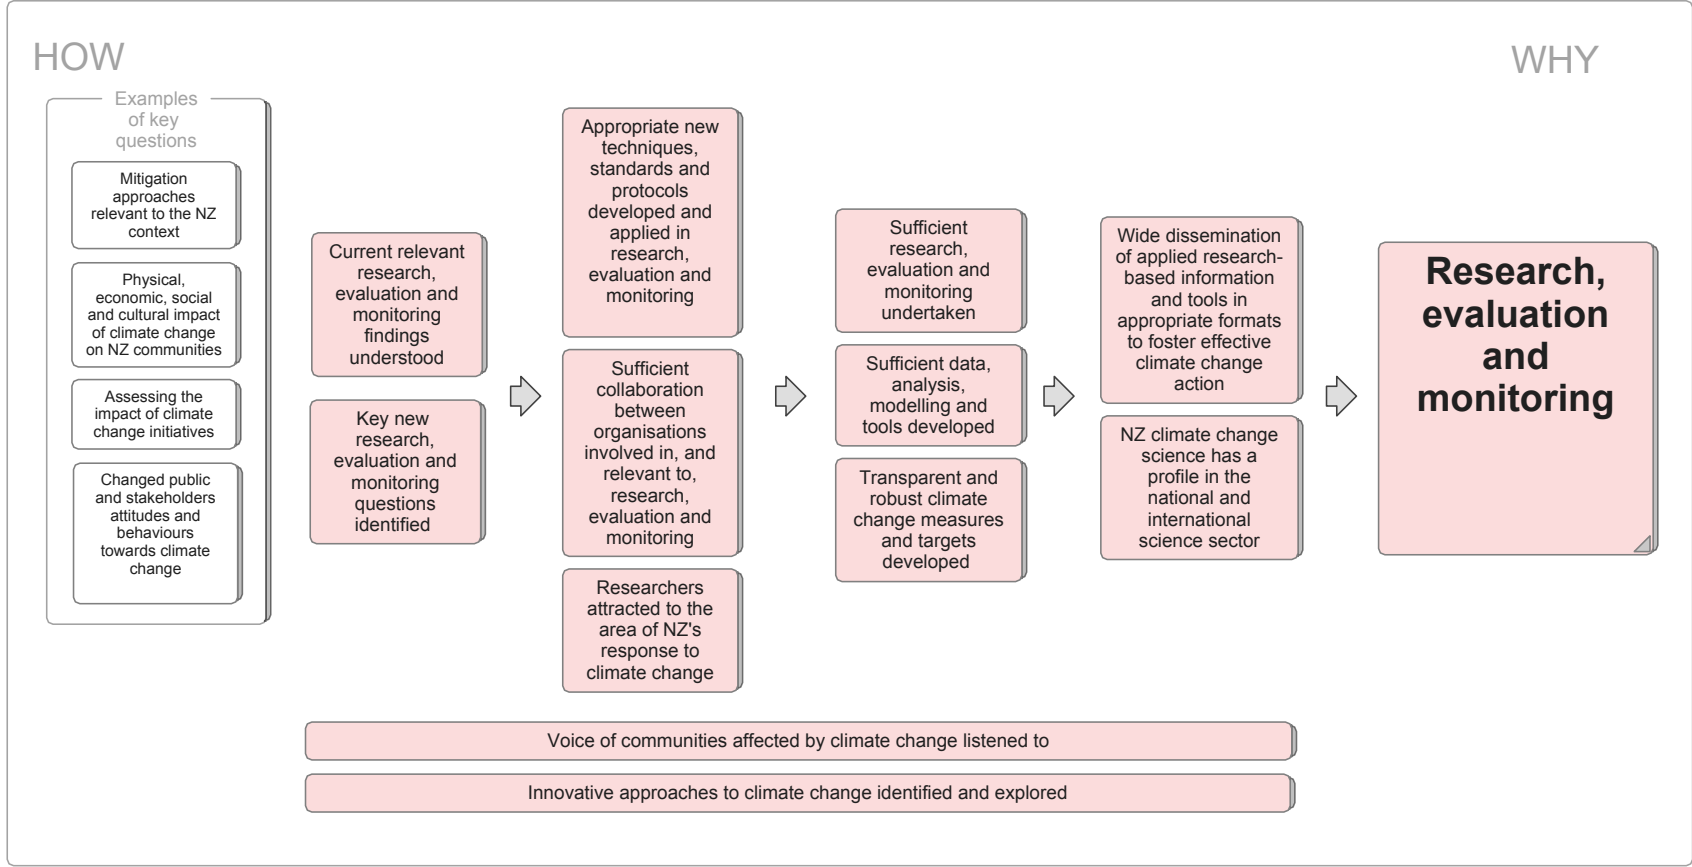 HOW
WHY
Examples
of key
questions
Mitigation
approaches
relevant to the NZ
context
Physical,
economic, social
and cultural impact
of climate change
on NZ communities
Assessing the
impact of climate
change initiatives
Changed public
and stakeholders
attitudes and
behaviours
towards climate
change
Current relevant
research,
evaluation and
monitoring
findings
understood
Key new
research,
evaluation and
monitoring
questions
identified
Appropriate new
techniques,
standards and
protocols
developed and
applied in
research,
evaluation and
monitoring
Sufficient
collaboration
between
organisations
involved in, and
relevant to,
research,
evaluation and
monitoring
Researchers
attracted to the
area of NZ's
response to
climate change
Sufficient
research,
evaluation and
monitoring
undertaken
Sufficient data,
analysis,
modelling and
tools developed
Transparent and
robust climate
change measures
and targets
developed
Wide dissemination
of applied research-
based information
and tools in
appropriate formats
to foster effective
climate change
action
NZ climate change
science has a
profile in the
national and
international
science sector
Research,
evaluation
and
monitoring
Voice of communities affected by climate change listened to
Innovative approaches to climate change identified and explored